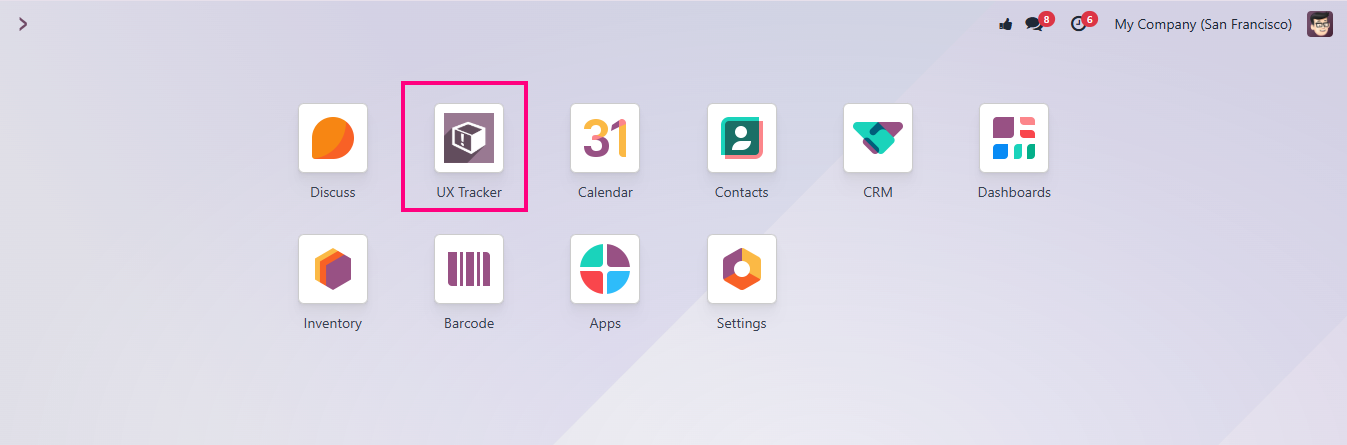 8
6
My Company (San Francisco)
Discuss
UX Tracker
31
Calendar
Contacts
CRM
Dashboards
Inventory
Barcode
Apps
Settings